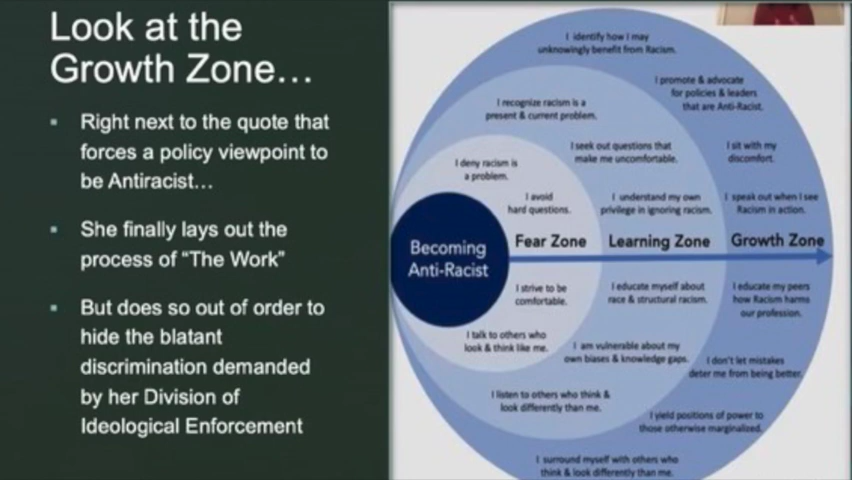 Look at the
Growth Zone...
Right next to the quote that
forces a policy viewpoint to
be Antiracist...
She finally lays out the
process of “The Work”
But does so out of order to
hide the blatant
discrimination demanded
by her Division of
Ideological Enforcement
I identify how I may
unknowingly benefit from Racism.
I promote & advocate
for policies & leaders
that are Anti-Racist.
I recognize racism is a
present & current problem.
I seek out questions that
make me uncomfortable.
I sit with my
discomfort.
I deny racism is
a problem.
I avoid
hard questions.
I understand my own
privilege in ignoring racism.
I speak out when I see
Racism in action.
Becoming
Anti-Racist
Fear Zone
Learning Zone
Growth Zone
I strive to be
comfortable.
I educate myself about
race & structural racism.
I educate my peers
how Racism harms
our profession.
I talk to others who
look & think like me.
I am vulnerable about my
own biases & knowledge gaps.
I don't let mistakes
deter me from being better.
I listen to others who think &
look differently than me.
I yield positions of power to
those otherwise marginalized.
I surround myself with others who
think & look differently than me.